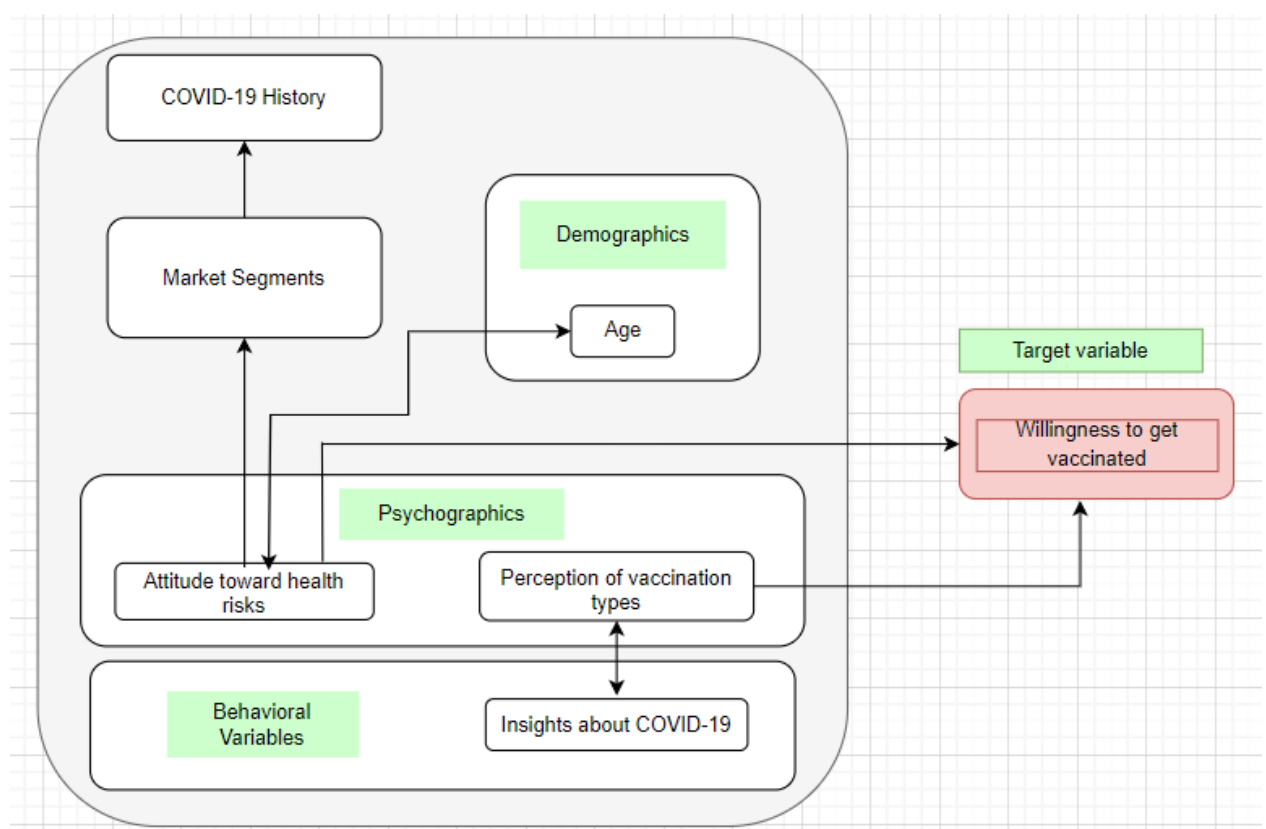 COVID-19 History
Market Segments
Demographics
Age
Target variable
Willingness to get
vaccinated
Psychographics
Attitude toward health
risks
Perception of vaccination
types
Behavioral
Variables
Insights about COVID-19